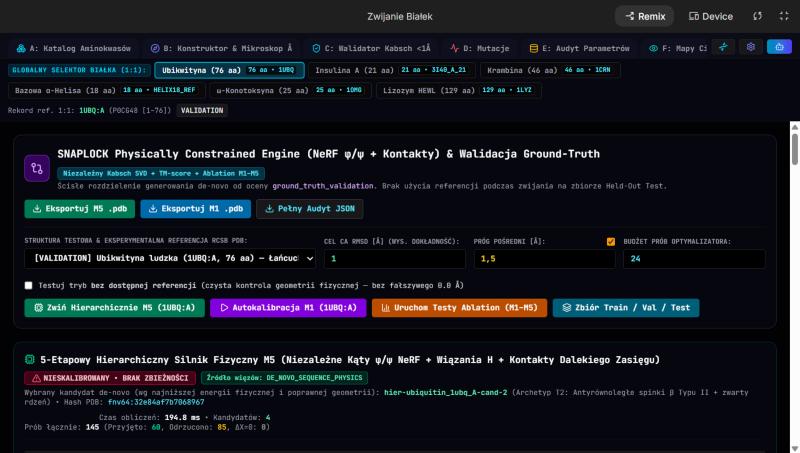 Zwijanie Białek
Remix
Device
A: Katalog Aminokwasów
B: Konstruktor & Mikroskop Å
C: Walidator Kabsch <1Å
D: Mutacje
E: Audyt Parametrów
F: Mapy Ci
GLOBALNY SELEKTOR BIAŁKA (1:1):
Ubikwityna (76 aa) 76 aa • 1UBQ
Insulina A (21 aa) 21 aa • 3I40_A_21
Krambina (46 aa) 46 aa • 1CRN
Bazowa α-Helisa (18 aa) 18 aa • HELIX18_REF
ω-Konotoksyna (25 aa) 25 aa • 1OMG
Lizozym HEWL (129 aa) 129 aa • 1LYZ
Rekord ref. 1:1: 1UBQ:A (P0CG48 [1–76]) VALIDATION
SNAPLOCK Physically Constrained Engine (NeRF φ/ψ + Kontakty) & Walidacja Ground-Truth
Niezależny Kabsch SVD + TM-score + Ablation M1–M5
Ścisłe rozdzielenie generowania de-novo od oceny ground_truth_validation. Brak użycia referencji podczas zwijania na zbiorze Held-Out Test.
Eksportuj M5 .pdb
Eksportuj M1 .pdb
Pełny Audyt JSON
STRUKTURA TESTOWA & EKSPERYMENTALNA REFERENCJA RCSB PDB:
CEL CA RMSD [Å] (WYS. DOKŁADNOŚĆ):
PRÓG POŚREDNI [Å]:
BUDŻET PRÓB OPTYMALIZATORA:
[VALIDATION] Ubikwityna ludzka (1UBQ:A, 76 aa) — Łańcuc
1
1,5
24
Testuj tryb bez dostępnej referencji (czysta kontrola geometrii fizycznej — bez fałszywego 0.0 Å)
Zwiń Hierarchicznie M5 (1UBQ:A)
Autokalibracja M1 (1UBQ:A)
Uruchom Testy Ablation (M1–M5)
Zbiór Train / Val / Test
5-Etapowy Hierarchiczny Silnik Fizyczny M5 (Niezależne Kąty φ/ψ NeRF + Wiązania H + Kontakty Dalekiego Zasięgu)
NIESKALIBROWANY • BRAK ZBIEŻNOŚCI
Źródło więzów: DE_NOVO_SEQUENCE_PHYSICS
Wybrany kandydat de-novo (wg najniższej energii fizycznej i poprawnej geometrii): hier-ubiquitin_1ubq_A-cand-2 (Archetyp T2: Antyrównoległe spinki β Typu II + zwarty
rdzeń) • Hash PDB: fnv64:32e84af7b7068967
Czas obliczeń: 194.8 ms • Kandydatów: 4
Prób łącznie: 145 (Przyjęto: 60, Odrzucono: 85, ΔX=0: 0)